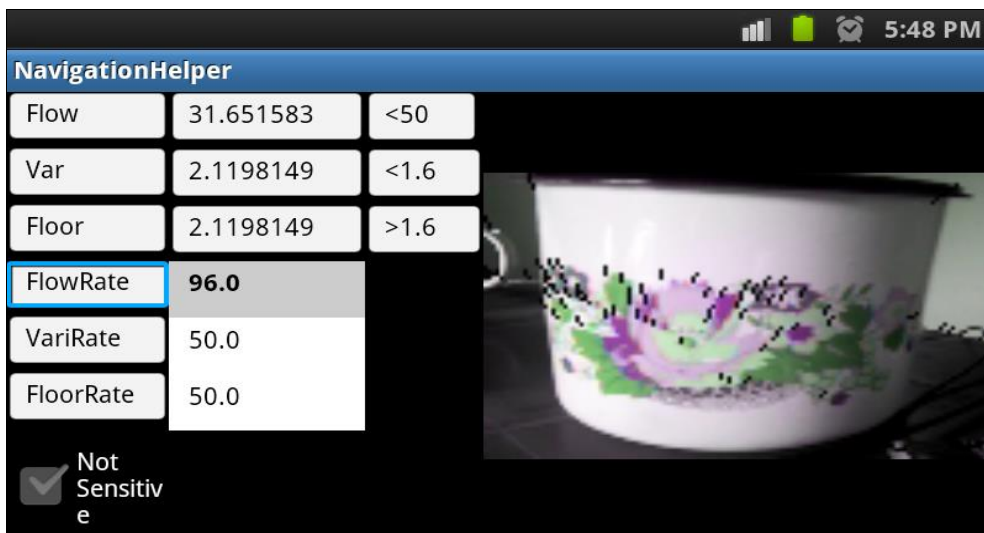 5:48 PM
NavigationHelper
Flow 31.651583 <50
Var 2.1198149 <1.6
Floor 2.1198149 >1.6
FlowRate 96.0
VariRate 50.0
FloorRate 50.0
Not
Sensitiv
e